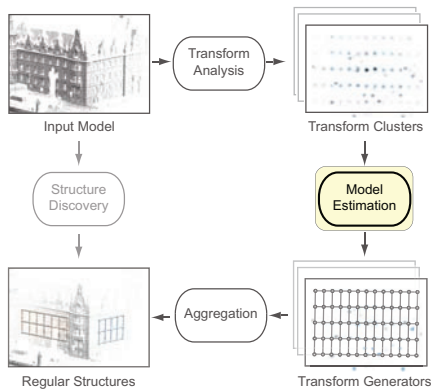 Transform
Analysis
Input Model
Transform Clusters
Structure
Discovery
Model
Estimation
Aggregation
Regular Structures
Transform Generators